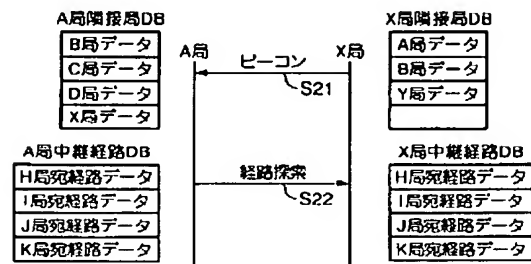 A局隣接局DB
B局データ
C局データ
D局データ
X局データ
A局中継経路DB
H局宛経路データ
I局宛経路データ
J局宛経路データ
K局宛経路データ
A局
X局
ビーコン
S21
経路探索
S22
X局隣接局DB
A局データ
B局データ
Y局データ
X局中継経路DB
H局宛経路データ
I局宛経路データ
J局宛経路データ
K局宛経路データ